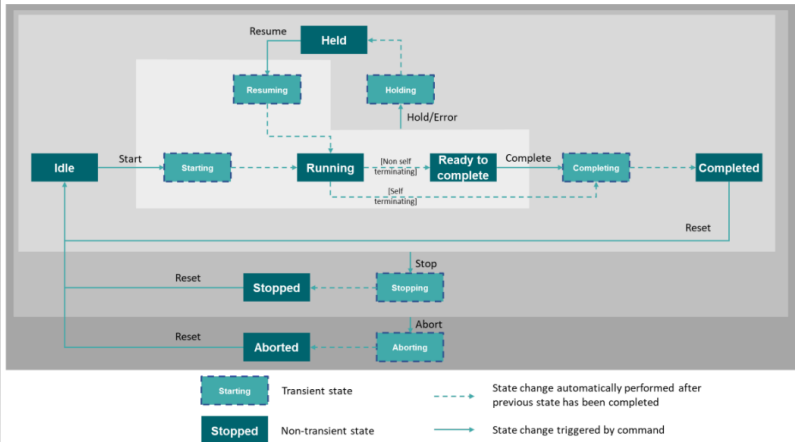 Resume
Held
Resuming
Holding
Hold/Error
Idle
Start
Starting
Running
[Non self
terminating]
Ready to
complete
Complete
Completing
Completed
[Self
terminating]
Reset
Stop
Reset
Stopped
Stopping
Abort
Reset
Aborted
Aborting
Starting
Transient state
State change automatically performed after
previous state has been completed
Stopped
Non-transient state
State change triggered by command